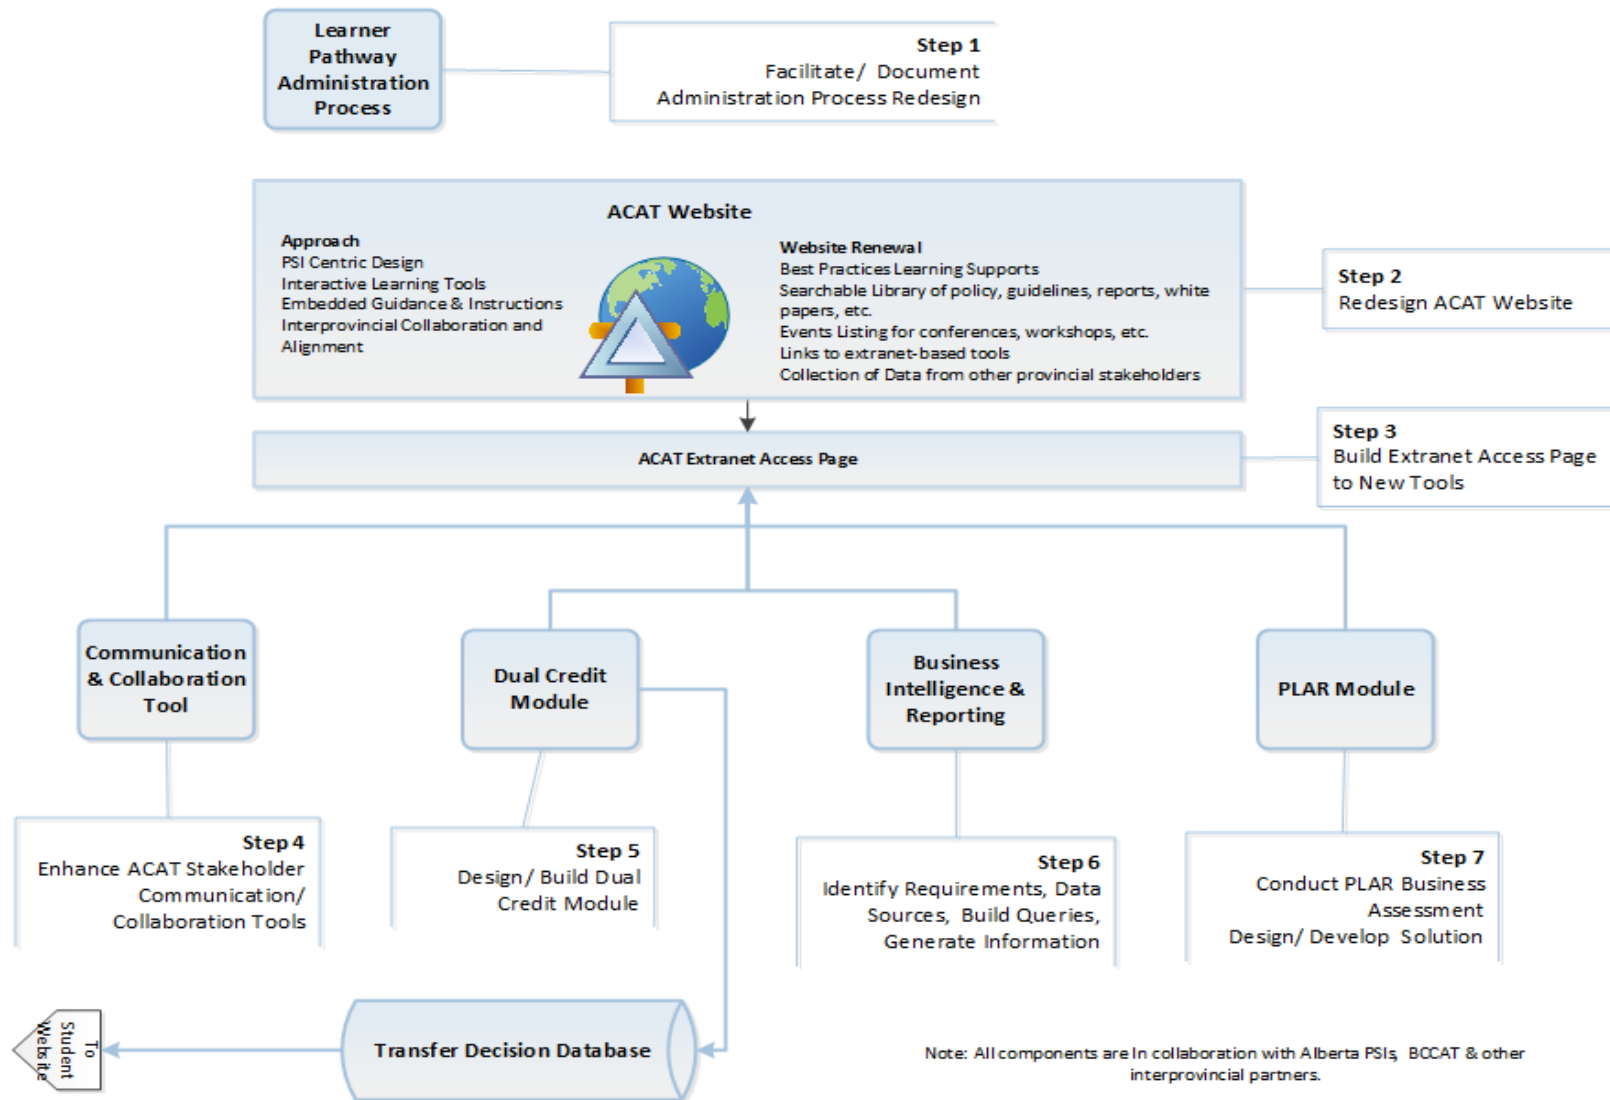 Learner
Pathway
Administration
Process
Step 1
Facilitate/ Document
Administration Process Redesign
ACAT Website
Approach
PSI Centric Design
Interactive Learning Tools
Embedded Guidance & Instructions
Interprovincial Collaboration and
Alignment
Website Renewal
Best Practices Learning Supports
Searchable Library of policy, guidelines, reports, white
papers, etc.
Events Listing for conferences, workshops, etc.
Links to extranet-based tools
Collection of Data from other provincial stakeholders
Step 2
Redesign ACAT Website
ACAT Extranet Access Page
Step 3
Build Extranet Access Page
to New Tools
Communication
& Collaboration
Tool
Dual Credit
Module
Business
Intelligence &
Reporting
PLAR Module
Step 4
Enhance ACAT Stakeholder
Communication/
Collaboration Tools
Step 5
Design/ Build Dual
Credit Module
Step 6
Identify Requirements, Data
Sources, Build Queries,
Generate Information
Step 7
Conduct PLAR Business
Assessment
Design/ Develop Solution
To
Student
Website
Transfer Decision Database
Note: All components are In collaboration with Alberta PSIs, BCCAT & other
interprovincial partners.